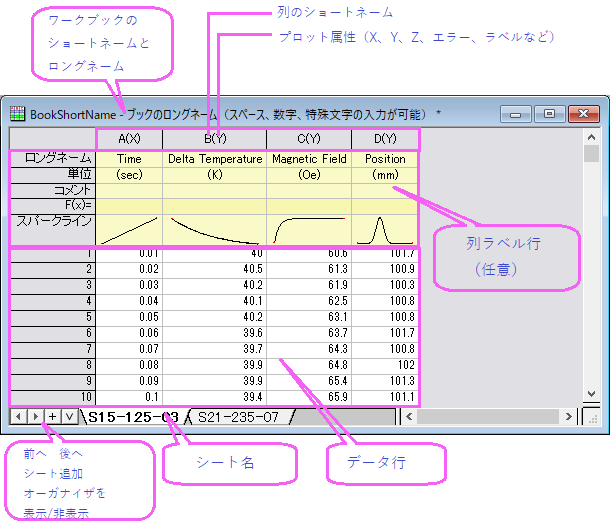 ワークブックの
ショートネームと
ロングネーム
列のショートネーム
プロット属性（X、Y、Z、エラー、ラベルなど）
BookShortName - ブックのロングネーム（スペース、数字、特殊文字の入力が可能） *
A(X) B(Y) C(Y) D(Y)
ロングネーム Time Delta Temperature Magnetic Field Position
単位 (sec) (K) (Oe) (mm)
コメント
F(x)=
スパークライン
列ラベル行
（任意）
1 0.01 40 60.6 101.7
2 0.02 40.5 61.3 100.9
3 0.03 40.2 61.9 100.3
4 0.04 40.1 62.5 100.8
5 0.05 40.2 63.1 100.8
6 0.06 39.6 63.7 101.7
7 0.07 39.7 64.3 100.8
8 0.08 39.9 64.8 102
9 0.09 39.9 65.4 101.3
10 0.1 39.4 65.9 101.1
S15-125-03 S21-235-07
前へ 後へ
シート追加
オーガナイザを
表示/非表示
シート名
データ行